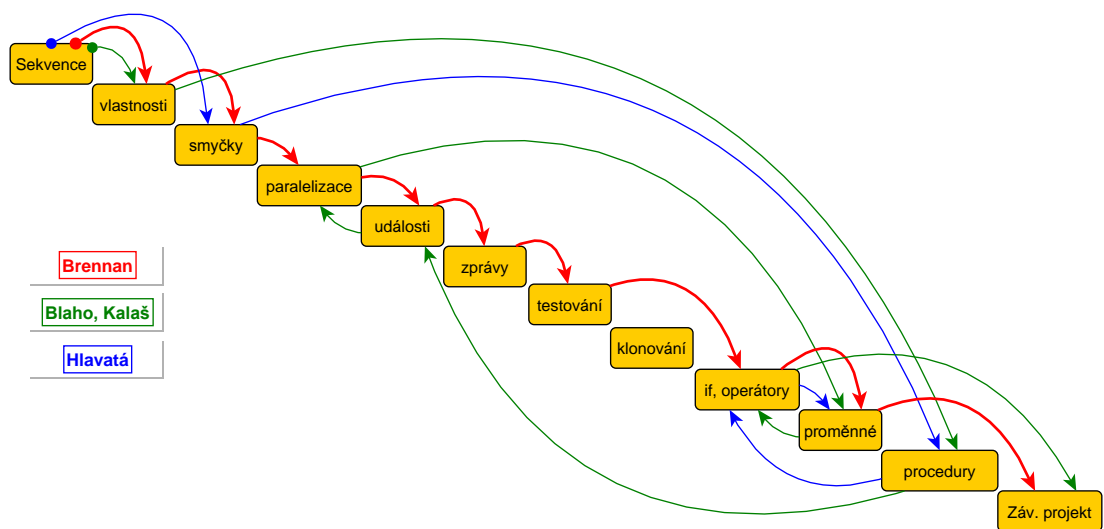 Sekvence
vlastnosti
smyčky
paralelizace
události
zprávy
testování
klonování
if, operátory
proměnné
procedury
Záv. projekt
Brennan
Blaho, Kalaš
Hlavatá